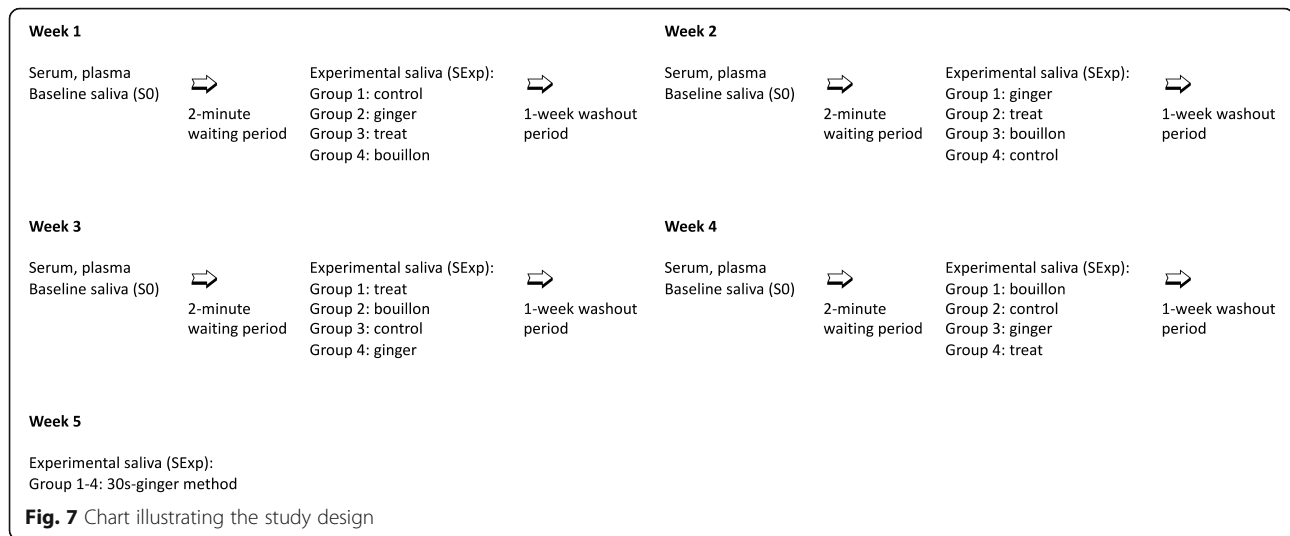 Week 1
Serum, plasma
Baseline saliva (S0)
2-minute
waiting period
Experimental saliva (SExp):
Group 1: control
Group 2: ginger
Group 3: treat
Group 4: bouillon
1-week washout
period
Week 2
Serum, plasma
Baseline saliva (S0)
2-minute
waiting period
Experimental saliva (SExp):
Group 1: ginger
Group 2: treat
Group 3: bouillon
Group 4: control
1-week washout
period
Week 3
Serum, plasma
Baseline saliva (S0)
2-minute
waiting period
Experimental saliva (SExp):
Group 1: treat
Group 2: bouillon
Group 3: control
Group 4: ginger
1-week washout
period
Week 4
Serum, plasma
Baseline saliva (S0)
2-minute
waiting period
Experimental saliva (SExp):
Group 1: bouillon
Group 2: control
Group 3: ginger
Group 4: treat
1-week washout
period
Week 5
Experimental saliva (SExp):
Group 1-4: 30s-ginger method
Fig. 7 Chart illustrating the study design